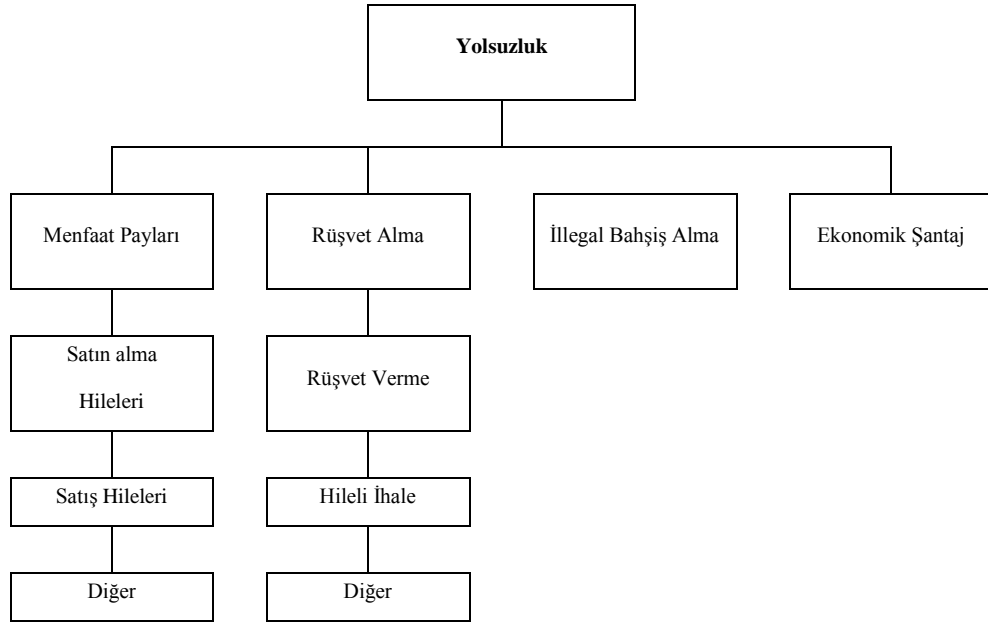 Yolsuzluk
Menfaat Payları
Rüşvet Alma
İllegal Bahşiş Alma
Ekonomik Şantaj
Satın alma
Hileleri
Rüşvet Verme
Satış Hileleri
Hileli İhale
Diğer
Diğer